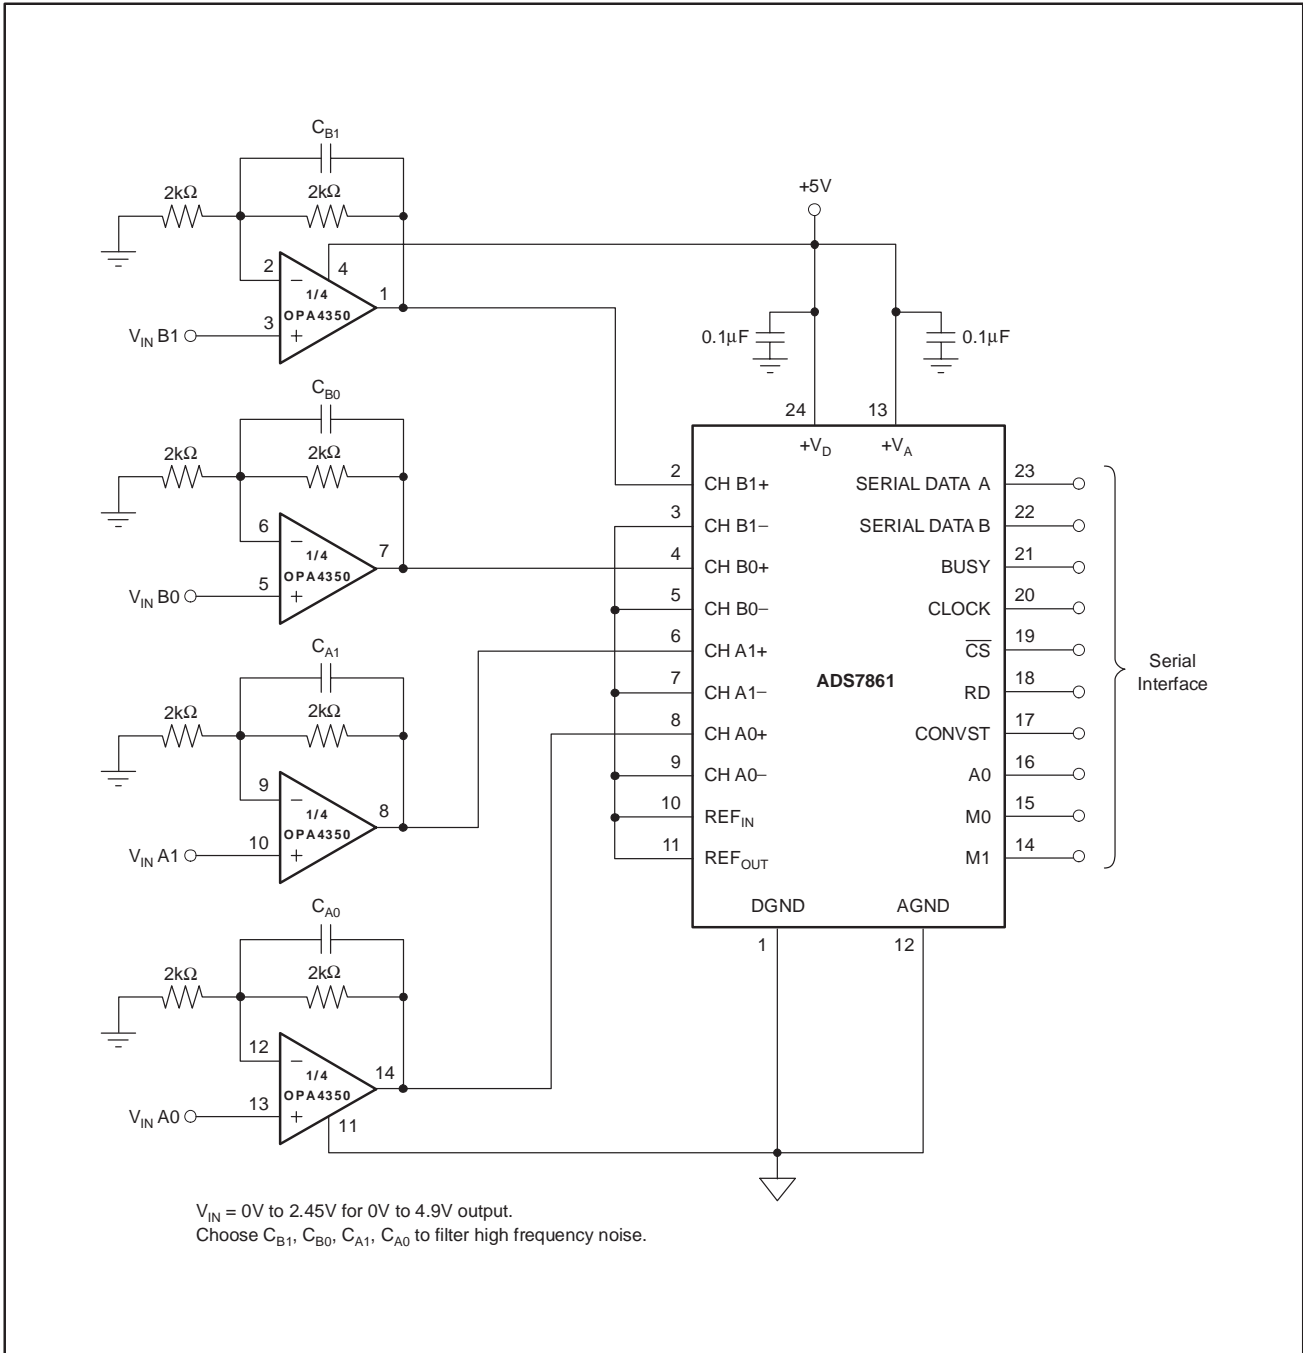 C_B1
2kΩ
2kΩ
2
4
1
1/4
OPA4350
3
V_IN B1
+5V
0.1μF
0.1μF
C_B0
2kΩ
2kΩ
6
7
1/4
OPA4350
5
V_IN B0
C_A1
2kΩ
2kΩ
9
8
1/4
OPA4350
10
V_IN A1
C_A0
2kΩ
2kΩ
12
14
1/4
OPA4350
13
11
V_IN A0
24
13
+V_D
+V_A
2
CH B1+
SERIAL DATA A
23
3
CH B1−
SERIAL DATA B
22
4
CH B0+
BUSY
21
5
CH B0−
CLOCK
20
6
CH A1+
C̅S̅
19
7
CH A1−
RD
18
8
CH A0+
CONVST
17
9
CH A0−
A0
16
10
REF_IN
M0
15
11
REF_OUT
M1
14
ADS7861
Serial
Interface
DGND
AGND
1
12
V_IN = 0V to 2.45V for 0V to 4.9V output.
Choose C_B1, C_B0, C_A1, C_A0 to filter high frequency noise.